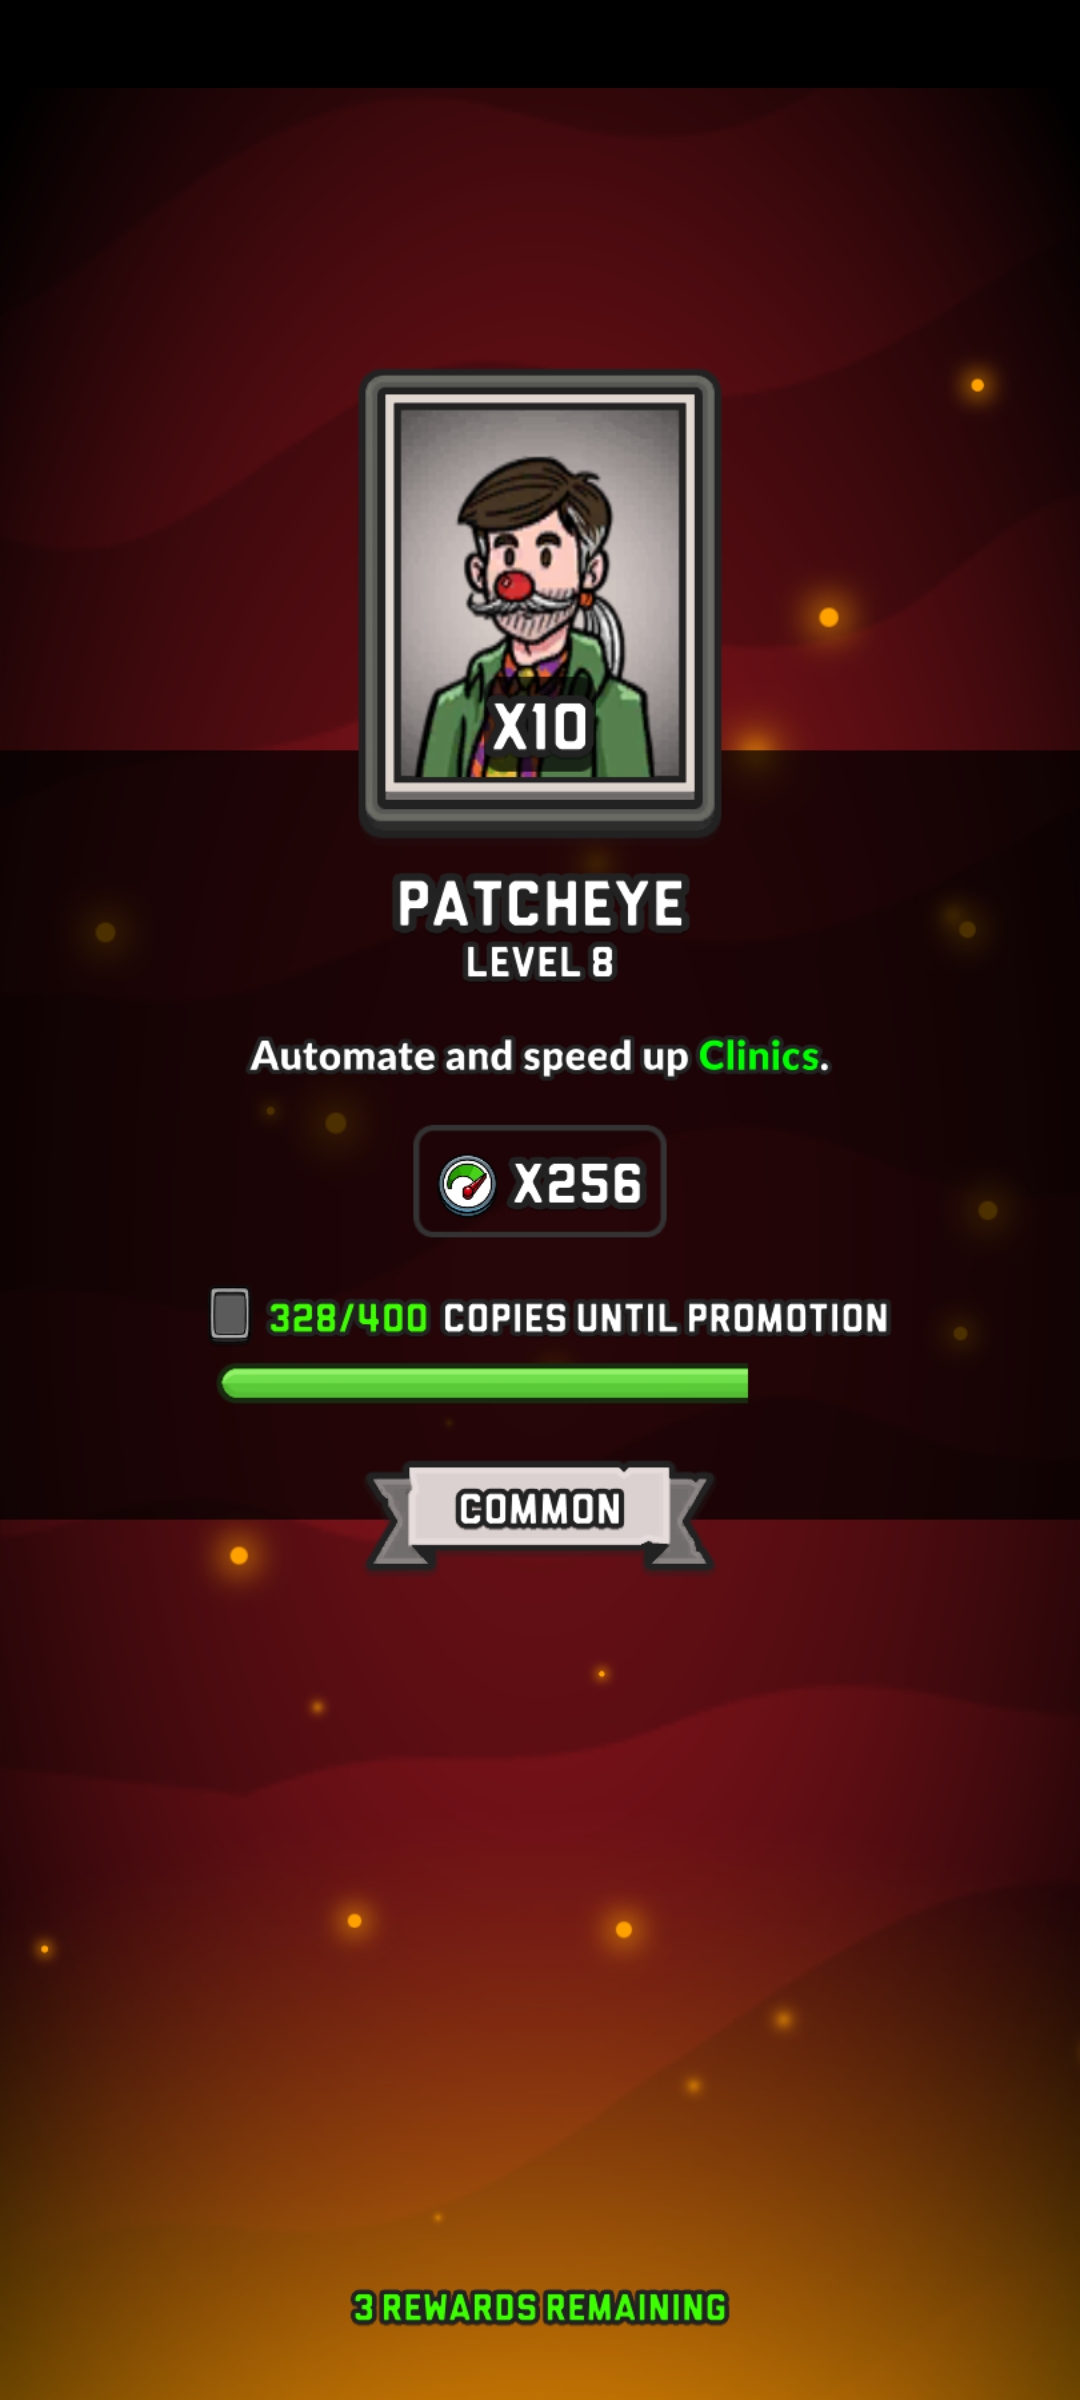 X10
PATCHEYE
LEVEL 8
Automate and speed up Clinics.
X256
328/400 COPIES UNTIL PROMOTION
COMMON
3 REWARDS REMAINING